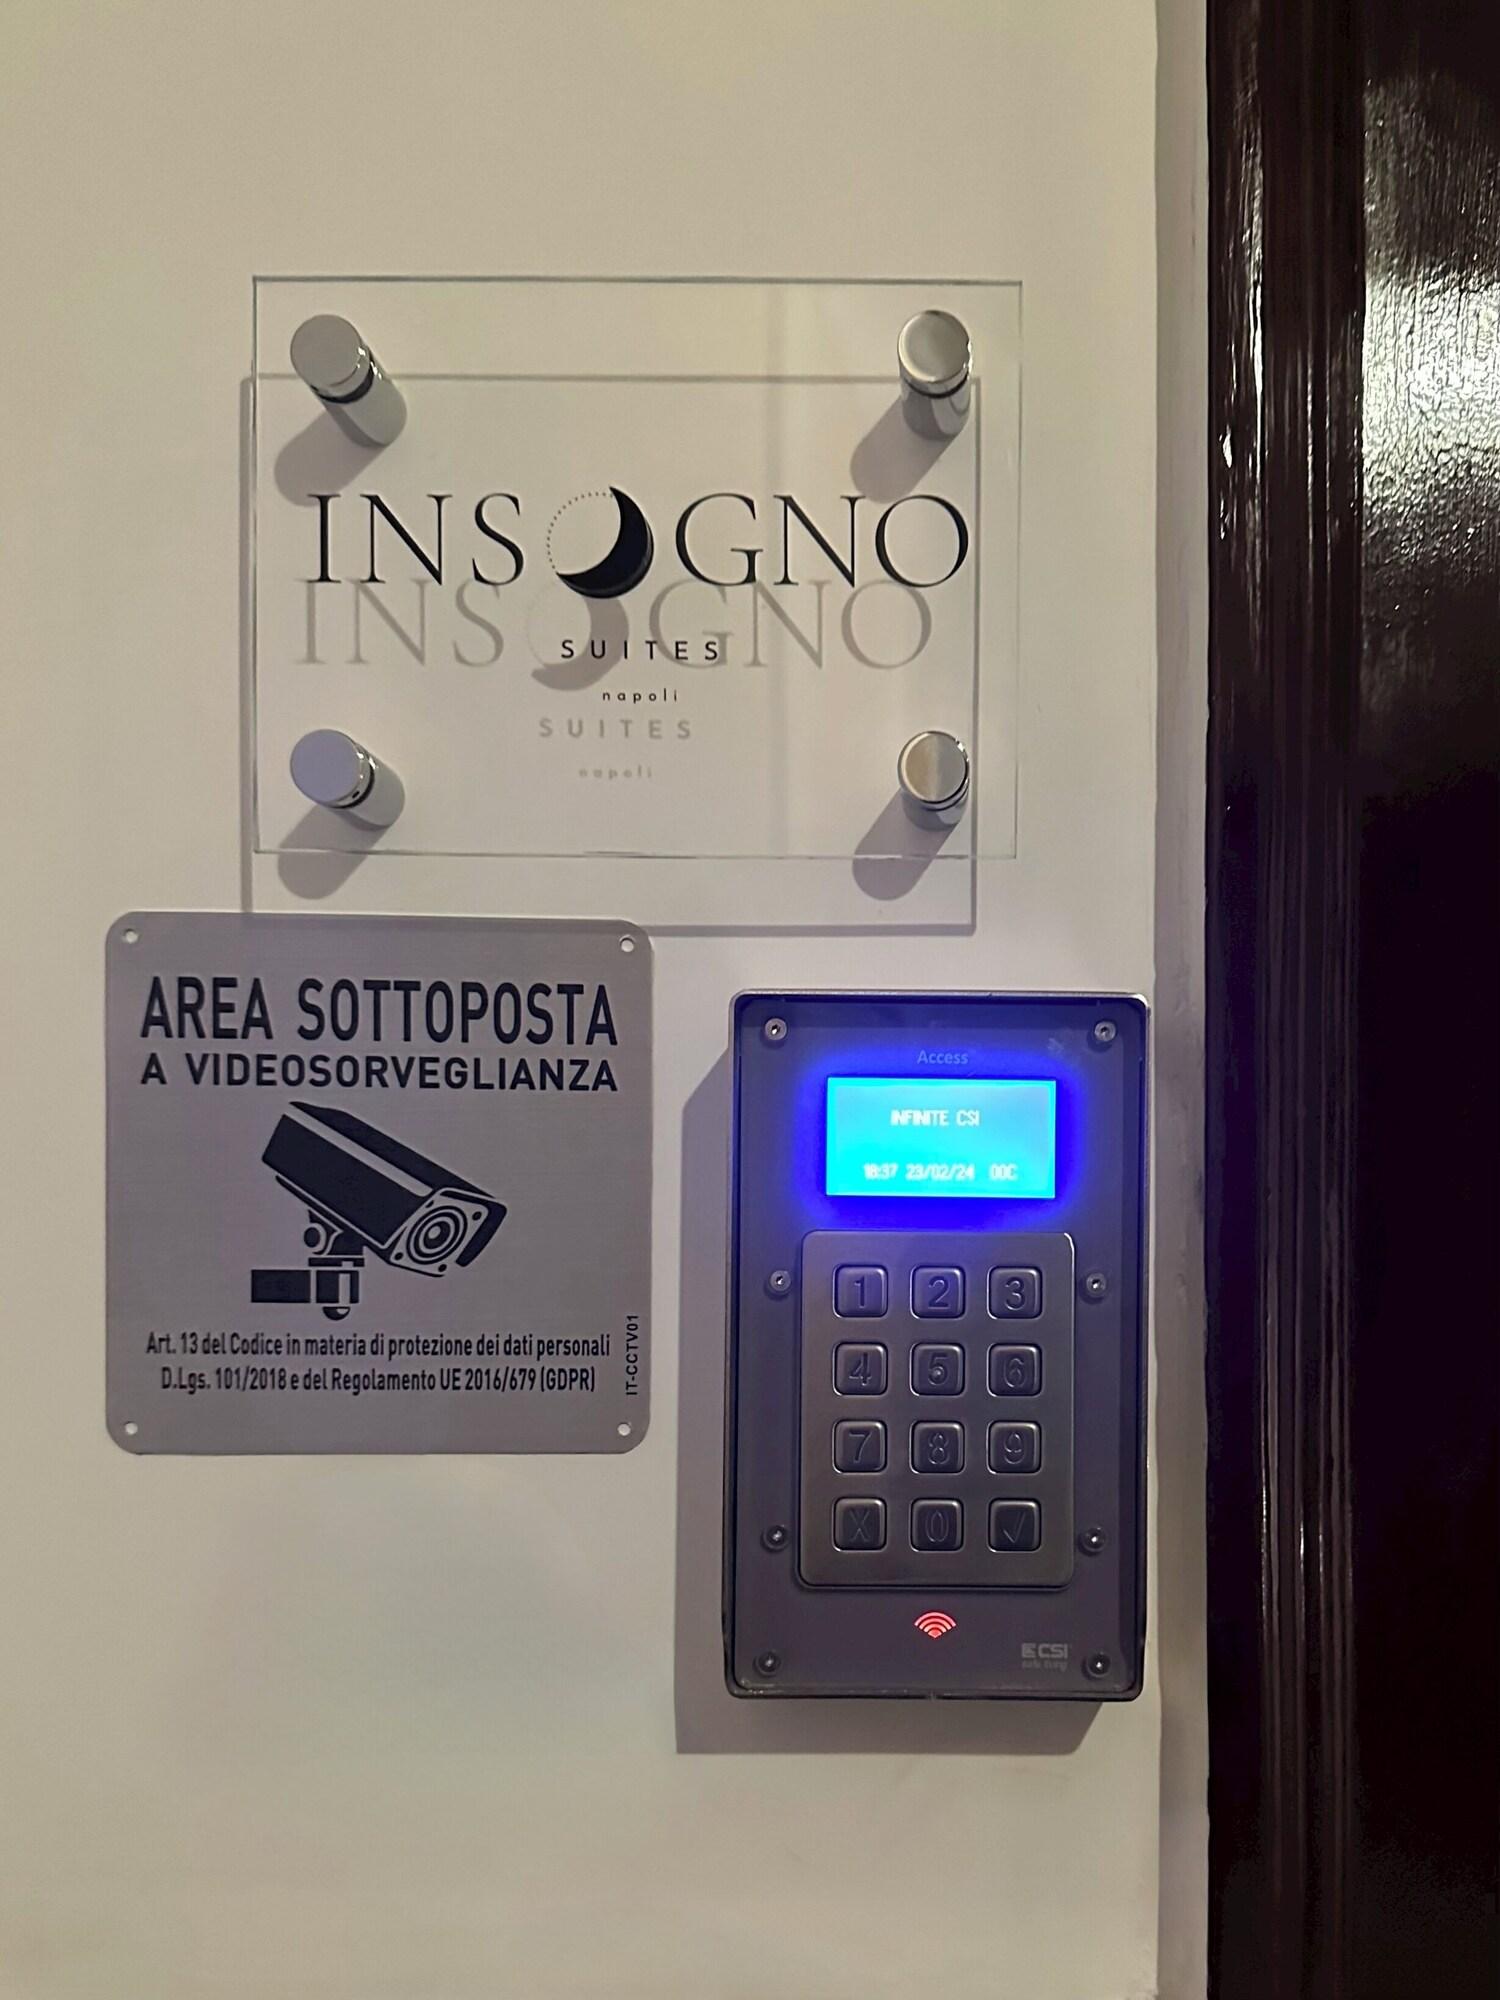 INSOGNO
SUITES
napoli
AREA SOTTOPOSTA
A VIDEOSORVEGLIANZA
Art. 13 del Codice in materia di protezione dei dati personali
D.Lgs. 101/2018 e del Regolamento UE 2016/679 (GDPR)
IT-CCTV01
Access
INFINITE CSI
18:37 23/02/24 00C
1 2 3
4 5 6
7 8 9
X 0 √
CSI